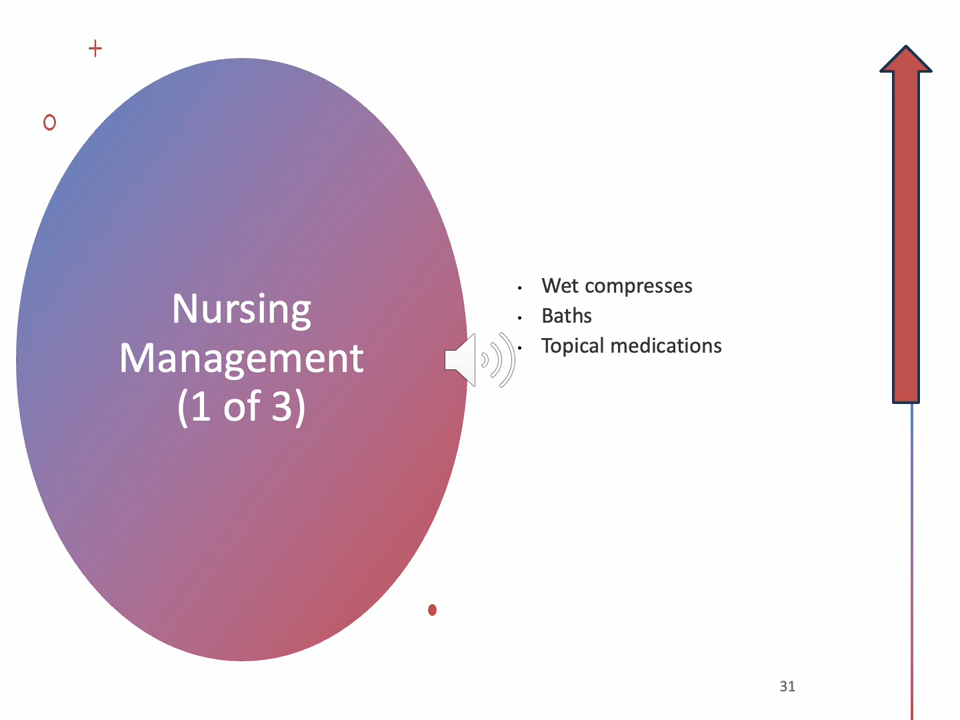 Nursing
Management
(1 of 3)
• Wet compresses
• Baths
• Topical medications
31